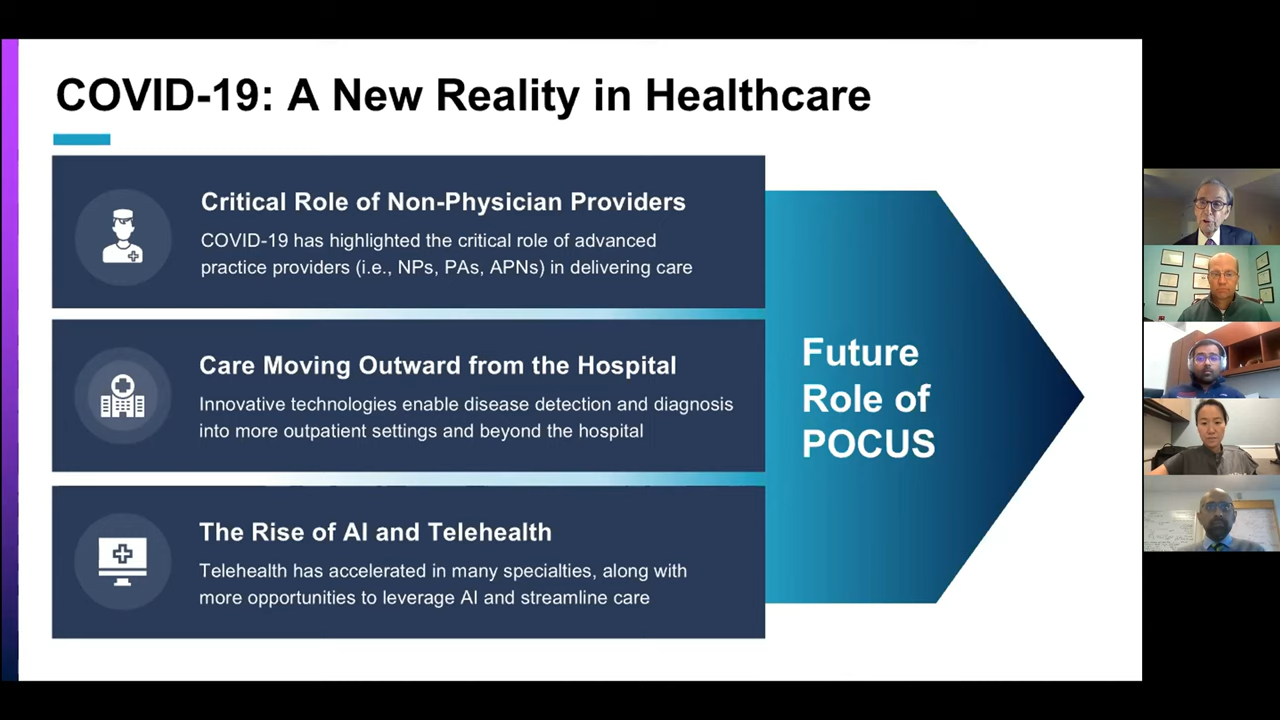 COVID-19: A New Reality in Healthcare
Critical Role of Non-Physician Providers
COVID-19 has highlighted the critical role of advanced
practice providers (i.e., NPs, PAs, APNs) in delivering care
Care Moving Outward from the Hospital
Innovative technologies enable disease detection and diagnosis
into more outpatient settings and beyond the hospital
The Rise of AI and Telehealth
Telehealth has accelerated in many specialties, along with
more opportunities to leverage AI and streamline care
Future
Role of
POCUS